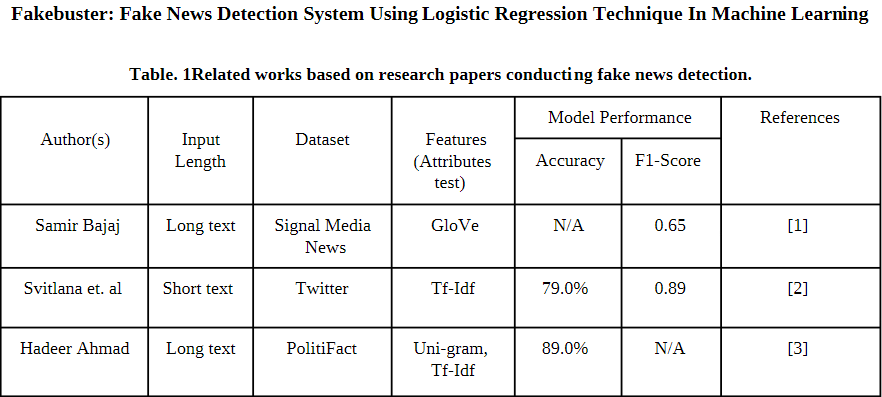 Fakebuster: Fake News Detection System Using Logistic Regression Technique In Machine Learning
Table. 1Related works based on research papers conducting fake news detection.
Author(s) Input Length Dataset Features (Attributes test) Model Performance References
Accuracy F1-Score
Samir Bajaj Long text Signal Media News GloVe N/A 0.65 [1]
Svitlana et. al Short text Twitter Tf-Idf 79.0% 0.89 [2]
Hadeer Ahmad Long text PolitiFact Uni-gram, Tf-Idf 89.0% N/A [3]